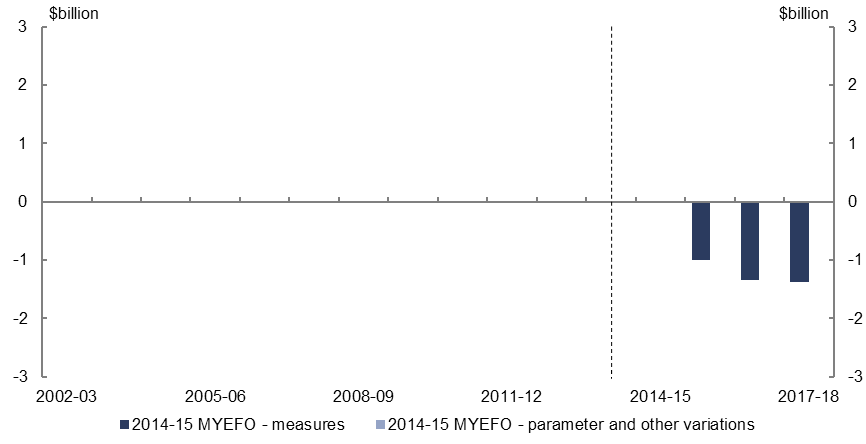 $billion $billion
3 3
2 2
1 1
0 0
-1 -1
-2 -2
-3 -3
2002-03 2005-06 2008-09 2011-12 2014-15 2017-18
2014-15 MYEFO - measures 2014-15 MYEFO - parameter and other variations